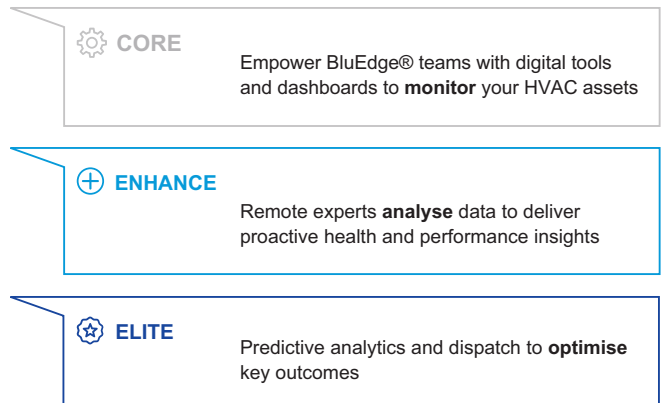 CORE
Empower BluEdge® teams with digital tools
and dashboards to monitor your HVAC assets
ENHANCE
Remote experts analyse data to deliver
proactive health and performance insights
ELITE
Predictive analytics and dispatch to optimise
key outcomes